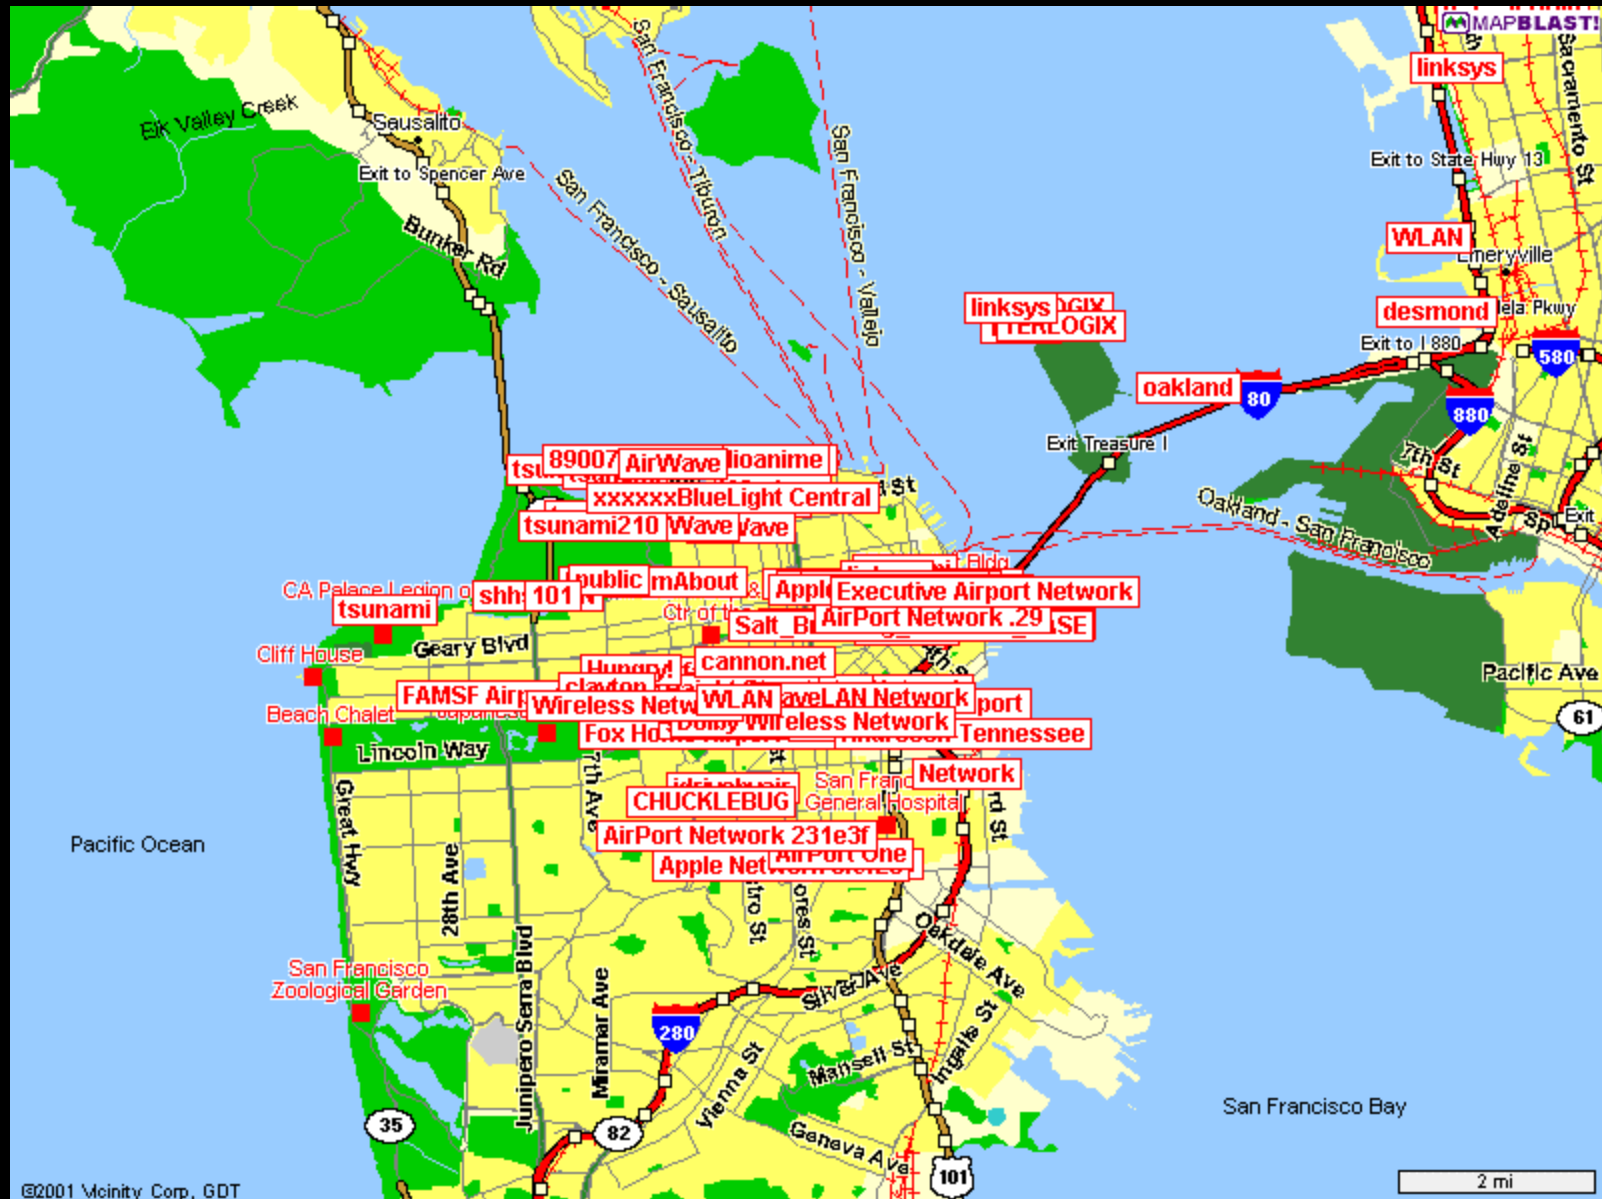 MAPBLAST!
linksys
Sacramento St
Elk Valley Creek
Sausalito
Exit to Spencer Ave
Bunker Rd
San Francisco - Tiburon
San Francisco - Vallejo
San Francisco - Sausalito
Exit to State Hwy 13
WLAN
Emeryville
desmond
Pkwy
Exit to I 880
580
linksys
TERLOGIX
oakland
80
880
Exit Treasure I
7th St
Adeline St
Oakland - San Francisco
Exit
89007
AirWave
lioanime
xxxxxxBlueLight Central
tsunami210
Wave
CA Palace Legion o
tsunami
shh
101
public
mAbout
Executive Airport Network
AirPort Network .29
Geary Blvd
Cliff House
Hungry!
cannon.net
clayton
FAMSF
Wireless Netw
WLAN
aveLAN Network
port
Beach Chalet
Dolby Wireless Network
Fox
Tennessee
Lincoln Way
Pacific Ave
61
Network
San Franc
General Hospital
7th Ave
Great Hwy
CHUCKLEBUG
AirPort Network 231e3f
AirPort One
Apple Net
Pacific Ocean
28th Ave
Oakdale Ave
San Francisco
Zoological Garden
Junipero Serra Blvd
Miramar Ave
Silver Ave
280
Ingalls St
Mansell St
Vienna St
San Francisco Bay
35
82
Geneva Ave
101
2 mi
©2001 Vicinity Corp, GDT